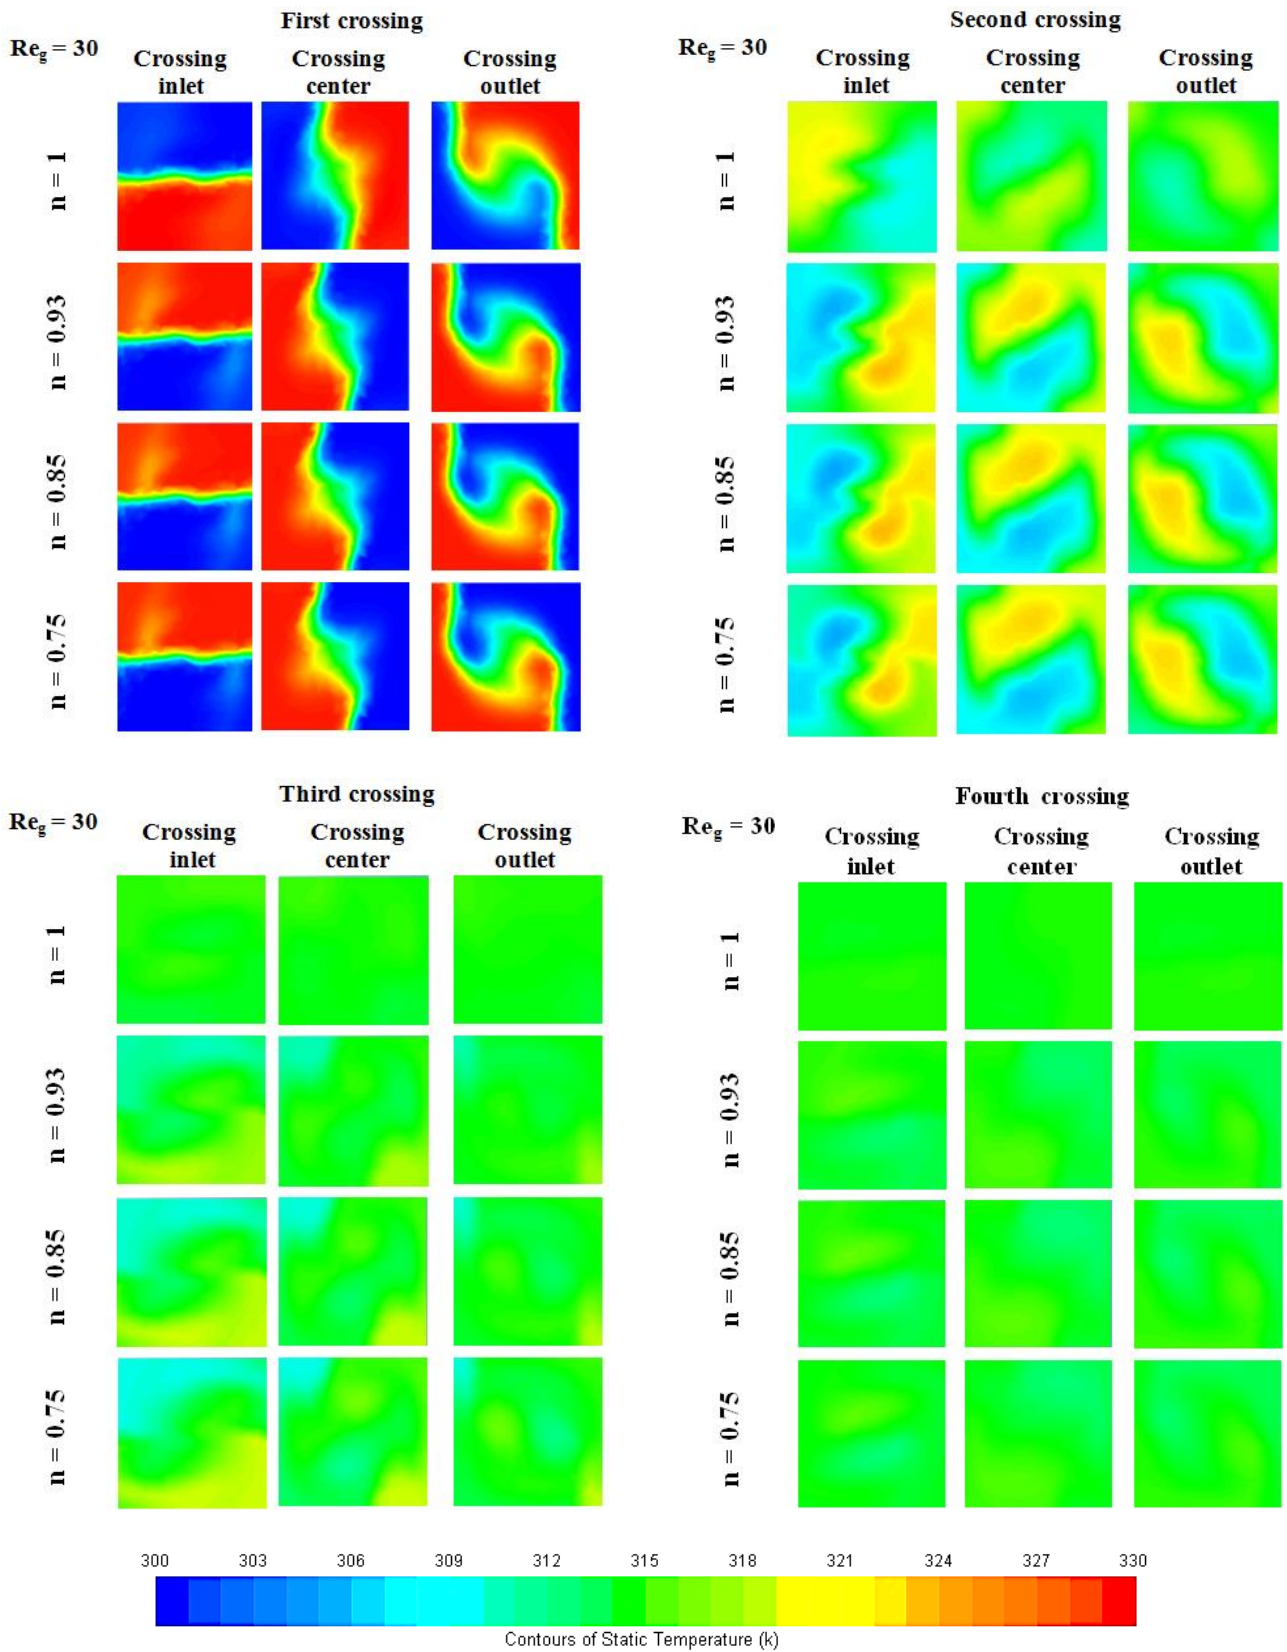 First crossing
Re_g = 30
Crossing inlet
Crossing center
Crossing outlet
n = 1
n = 0.93
n = 0.85
n = 0.75
Second crossing
Re_g = 30
Crossing inlet
Crossing center
Crossing outlet
n = 1
n = 0.93
n = 0.85
n = 0.75
Third crossing
Re_g = 30
Crossing inlet
Crossing center
Crossing outlet
n = 1
n = 0.93
n = 0.85
n = 0.75
Fourth crossing
Re_g = 30
Crossing inlet
Crossing center
Crossing outlet
n = 1
n = 0.93
n = 0.85
n = 0.75
300 303 306 309 312 315 318 321 324 327 330
Contours of Static Temperature (k)